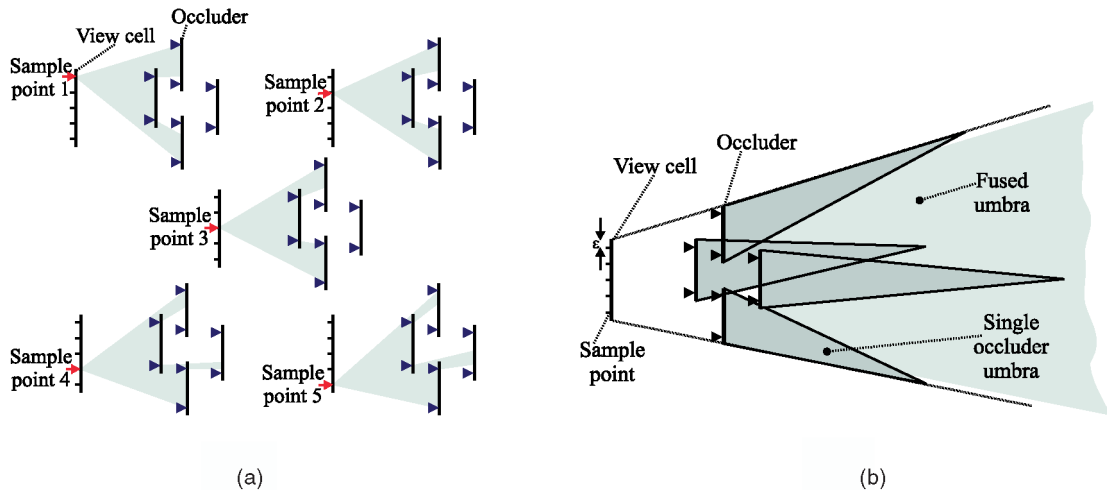 View cell
Occluder
Sample
point 1
Sample
point 2
Sample
point 3
Sample
point 4
Sample
point 5
(a)
View cell
Occluder
Fused
umbra
ε
Sample
point
Single
occluder
umbra
(b)